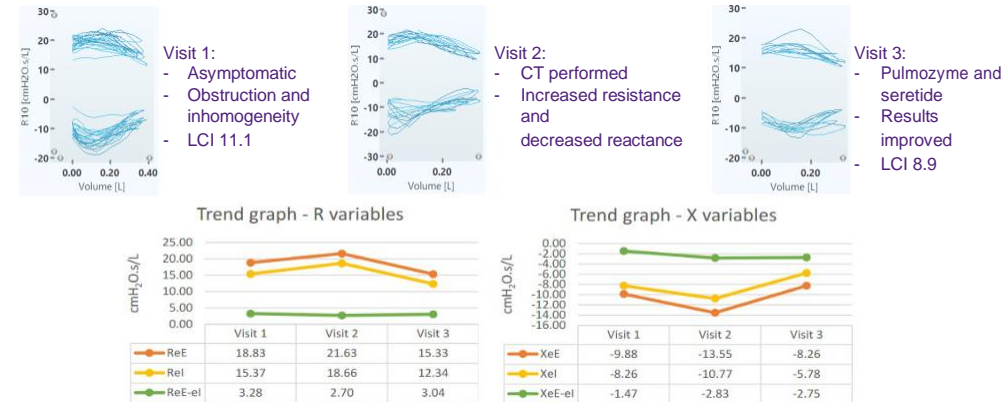 30
20
10
0
-10
-20
R:10 [cmH2O.s/L]
0.00 0.20 0.40
Volume [L]
Visit 1:
- Asymptomatic
- Obstruction and
inhomogeneity
- LCI 11.1
30
20
10
0
-10
-20
-30
R:10 [cmH2O.s/L]
0.00 0.20
Volume [L]
Visit 2:
- CT performed
- Increased resistance
and
decreased reactance
30
20
10
0
-10
-20
R:10 [cmH2O.s/L]
0.00 0.20
Volume [L]
Visit 3:
- Pulmozyme and
seretide
- Results
improved
- LCI 8.9
Trend graph - R variables
cmH2O.s/L
25.00
20.00
15.00
10.00
5.00
0.00
Visit 1 Visit 2 Visit 3
ReE 18.83 21.63 15.33
ReI 15.37 18.66 12.34
ReE-eI 3.28 2.70 3.04
Trend graph - X variables
cmH2O.s/L
0.00
-2.00
-4.00
-6.00
-8.00
-10.00
-12.00
-14.00
-16.00
Visit 1 Visit 2 Visit 3
XeE -9.88 -13.55 -8.26
XeI -8.26 -10.77 -5.78
XeE-eI -1.47 -2.83 -2.75